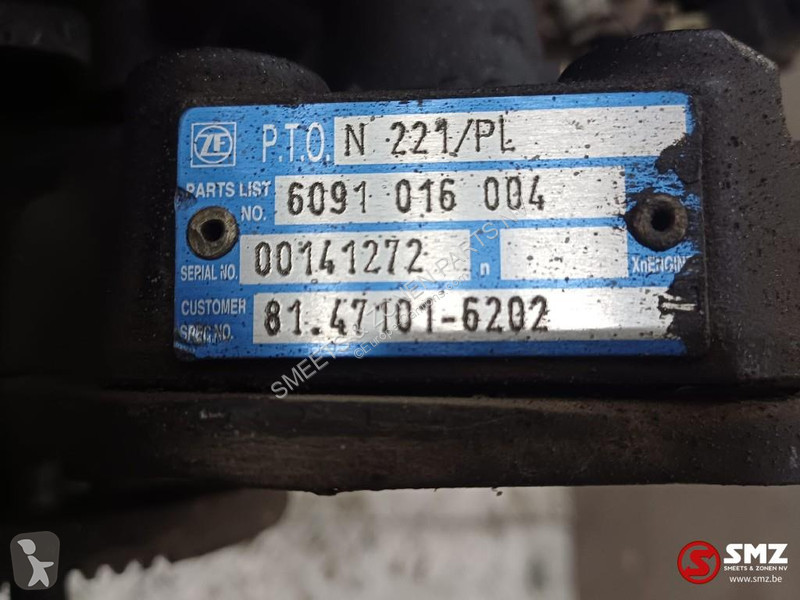 ZF P.T.O. N 221/PL
PARTS LIST NO. 6091 016 004
SERIAL NO. 00141272 n XnENGIN
CUSTOMER SPEC.NO. 81.47101-6202
SMZ
SMEETS & ZONEN NV
www.smz.be